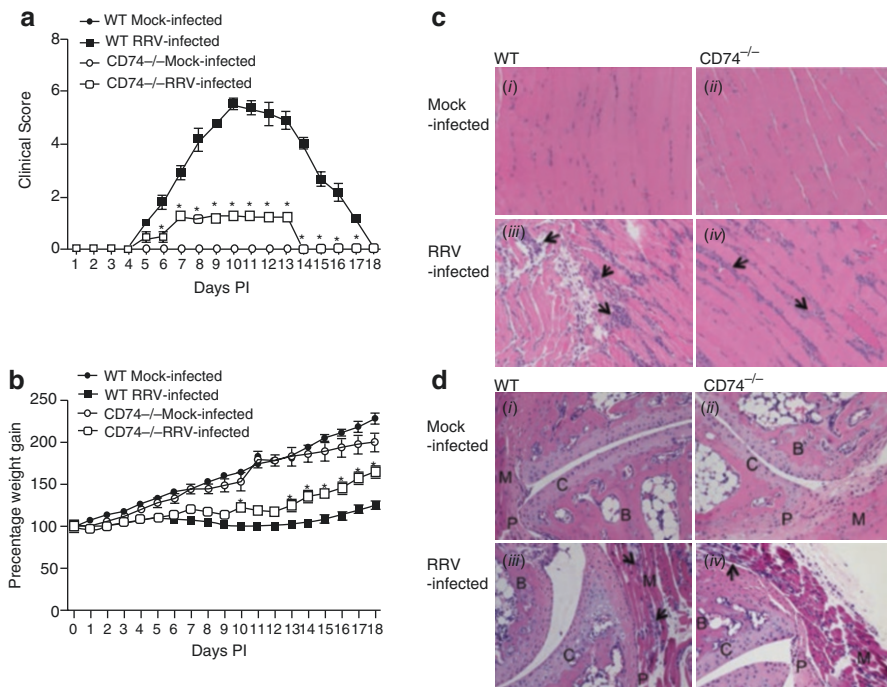 a
WT Mock-infected
WT RRV-infected
CD74–/–Mock-infected
CD74–/–RRV-infected
8
6
4
2
0
Clinical Score
* * * * * * * * * * * *
1 2 3 4 5 6 7 8 9 10 11 12 13 14 15 16 17 18
Days PI
b
WT Mock-infected
WT RRV-infected
CD74–/–Mock-infected
CD74–/–RRV-infected
250
200
150
100
50
0
Precentage weight gain
* * * * * * *
0 1 2 3 4 5 6 7 8 9 10 11 12 13 14 15 16 17 18
Days PI
c
WT
CD74–/–
Mock
-infected
(i)
(ii)
RRV
-infected
(iii)
(iv)
d
WT
CD74–/–
Mock
-infected
(i)
M
C
P
B
(ii)
B
C
P
M
RRV
-infected
(iii)
B
M
C
P
(iv)
B
C
P
M